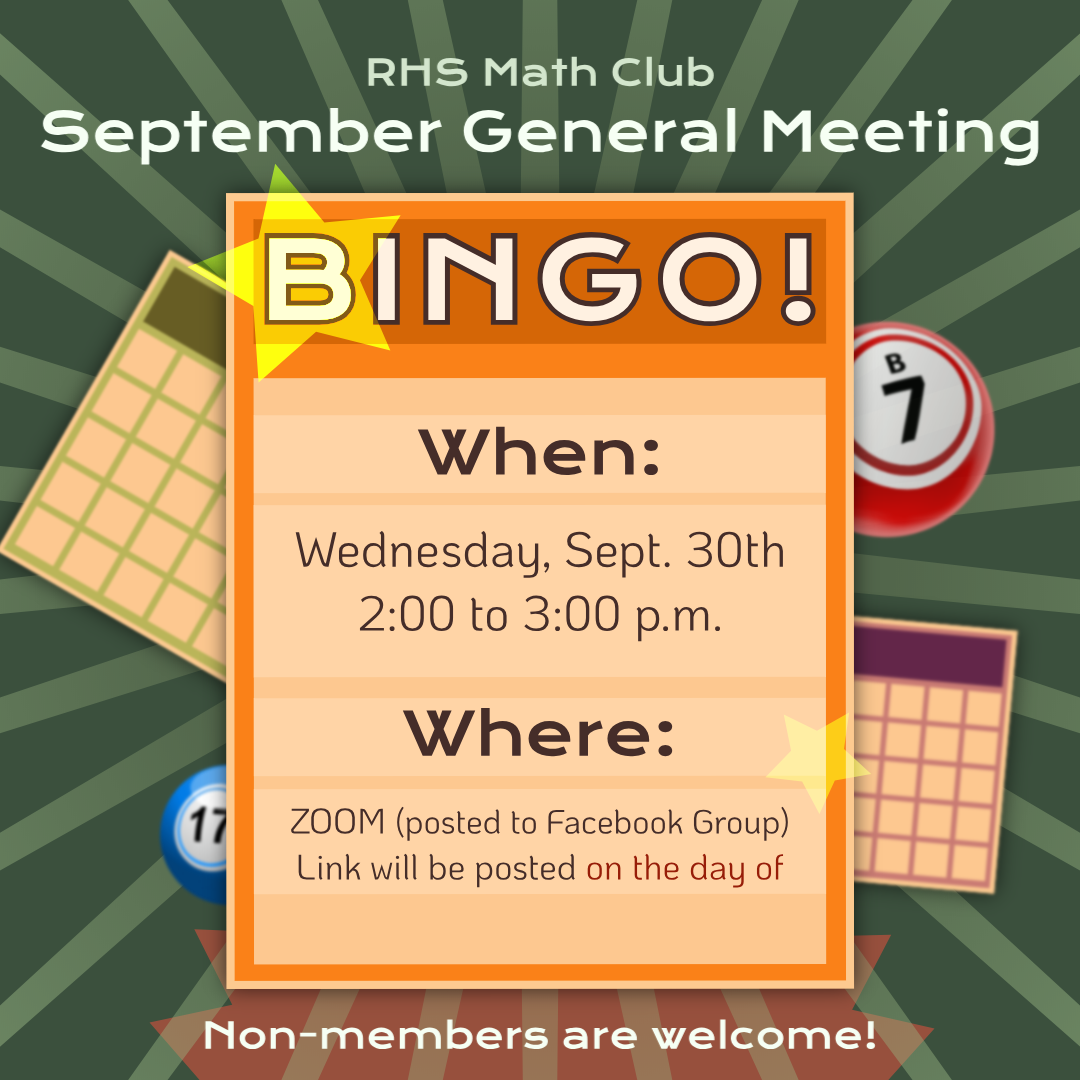 RHS Math Club
September General Meeting
BINGO!
B
7
When:
Wednesday, Sept. 30th
2:00 to 3:00 p.m.
Where:
ZOOM (posted to Facebook Group)
17
Link will be posted on the day of
Non-members are welcome!